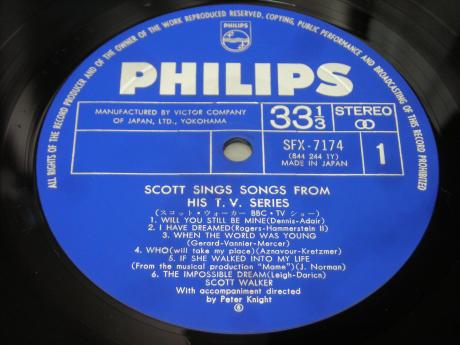 ALL RIGHTS OF THE RECORD PRODUCER AND OF THE OWNER OF THE WORK REPRODUCED RESERVED. COPYING, PUBLIC PERFORMANCE AND BROADCASTING OF THIS RECORD PROHIBITED
PHILIPS
PHILIPS
MANUFACTURED BY VICTOR COMPANY
OF JAPAN, LTD., YOKOHAMA
33 1/3
STEREO
SFX-7174
(844 244 1Y)
MADE IN JAPAN
1
SCOTT SINGS SONGS FROM
HIS T. V. SERIES
(スコット・ウォーカー BBC・TV ショー)
1. WILL YOU STILL BE MINE(Dennis-Adair)
2. I HAVE DREAMED(Rogers-Hammerstein II)
3. WHEN THE WORLD WAS YOUNG
(Gerard-Vannier-Mercer)
4. WHO(will take my place)(Aznavour-Kretzmer)
5. IF SHE WALKED INTO MY LIFE
(From the musical production "Mame")(J. Norman)
6. THE IMPOSSIBLE DREAM(Leigh-Darion)
SCOTT WALKER
With accompaniment directed
by Peter Knight